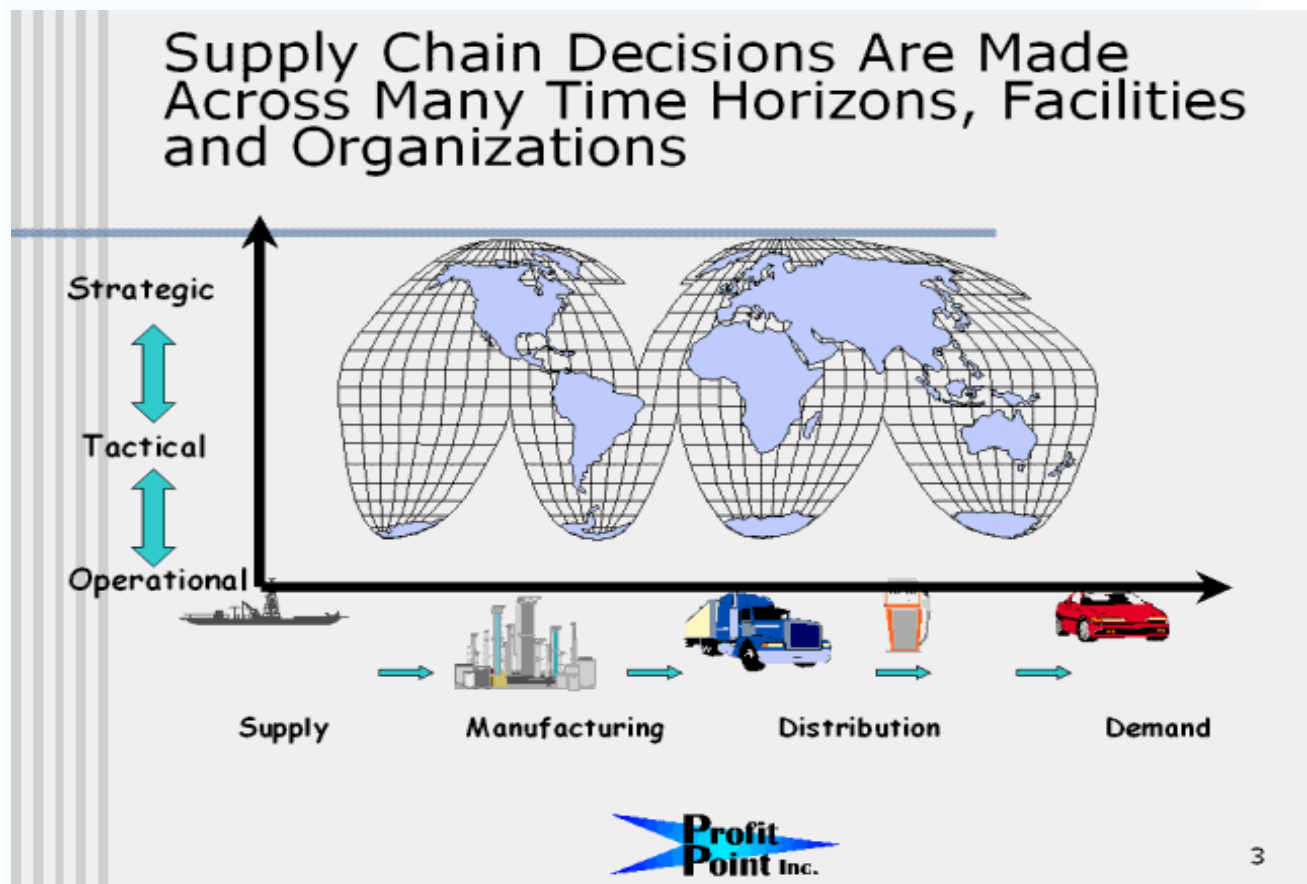 Supply Chain Decisions Are Made
Across Many Time Horizons, Facilities
and Organizations
Strategic
Tactical
Operational
Supply Manufacturing Distribution Demand
Profit
Point Inc.
3